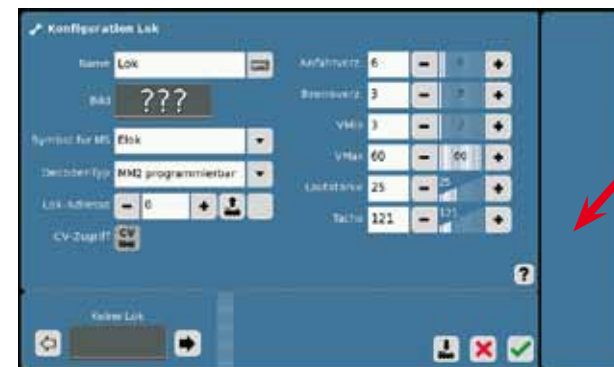 Konfiguration Lok
Name Lok
Bild ???
Symbol für MS Elok
Decoder-Typ MM2 programmierbar
Lok-Adresse - 0 +
CV-Zugriff CV
Anfahrverz. 6 - +
Bremsverz. 3 - +
VMin 3 - +
VMax 60 - 60 +
Lautstärke 25 - 25 +
Tacho 121 - 121 +
?
Keine Lok